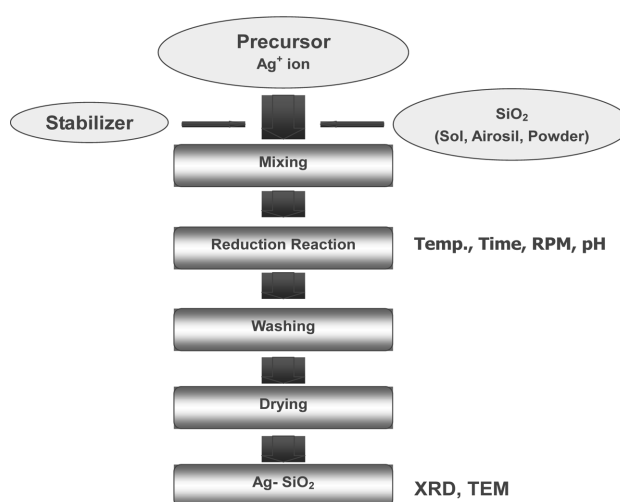 Precursor
Ag⁺ ion
Stabilizer
SiO₂
(Sol, Airosil, Powder)
Mixing
Reduction Reaction
Temp., Time, RPM, pH
Washing
Drying
Ag- SiO₂
XRD, TEM